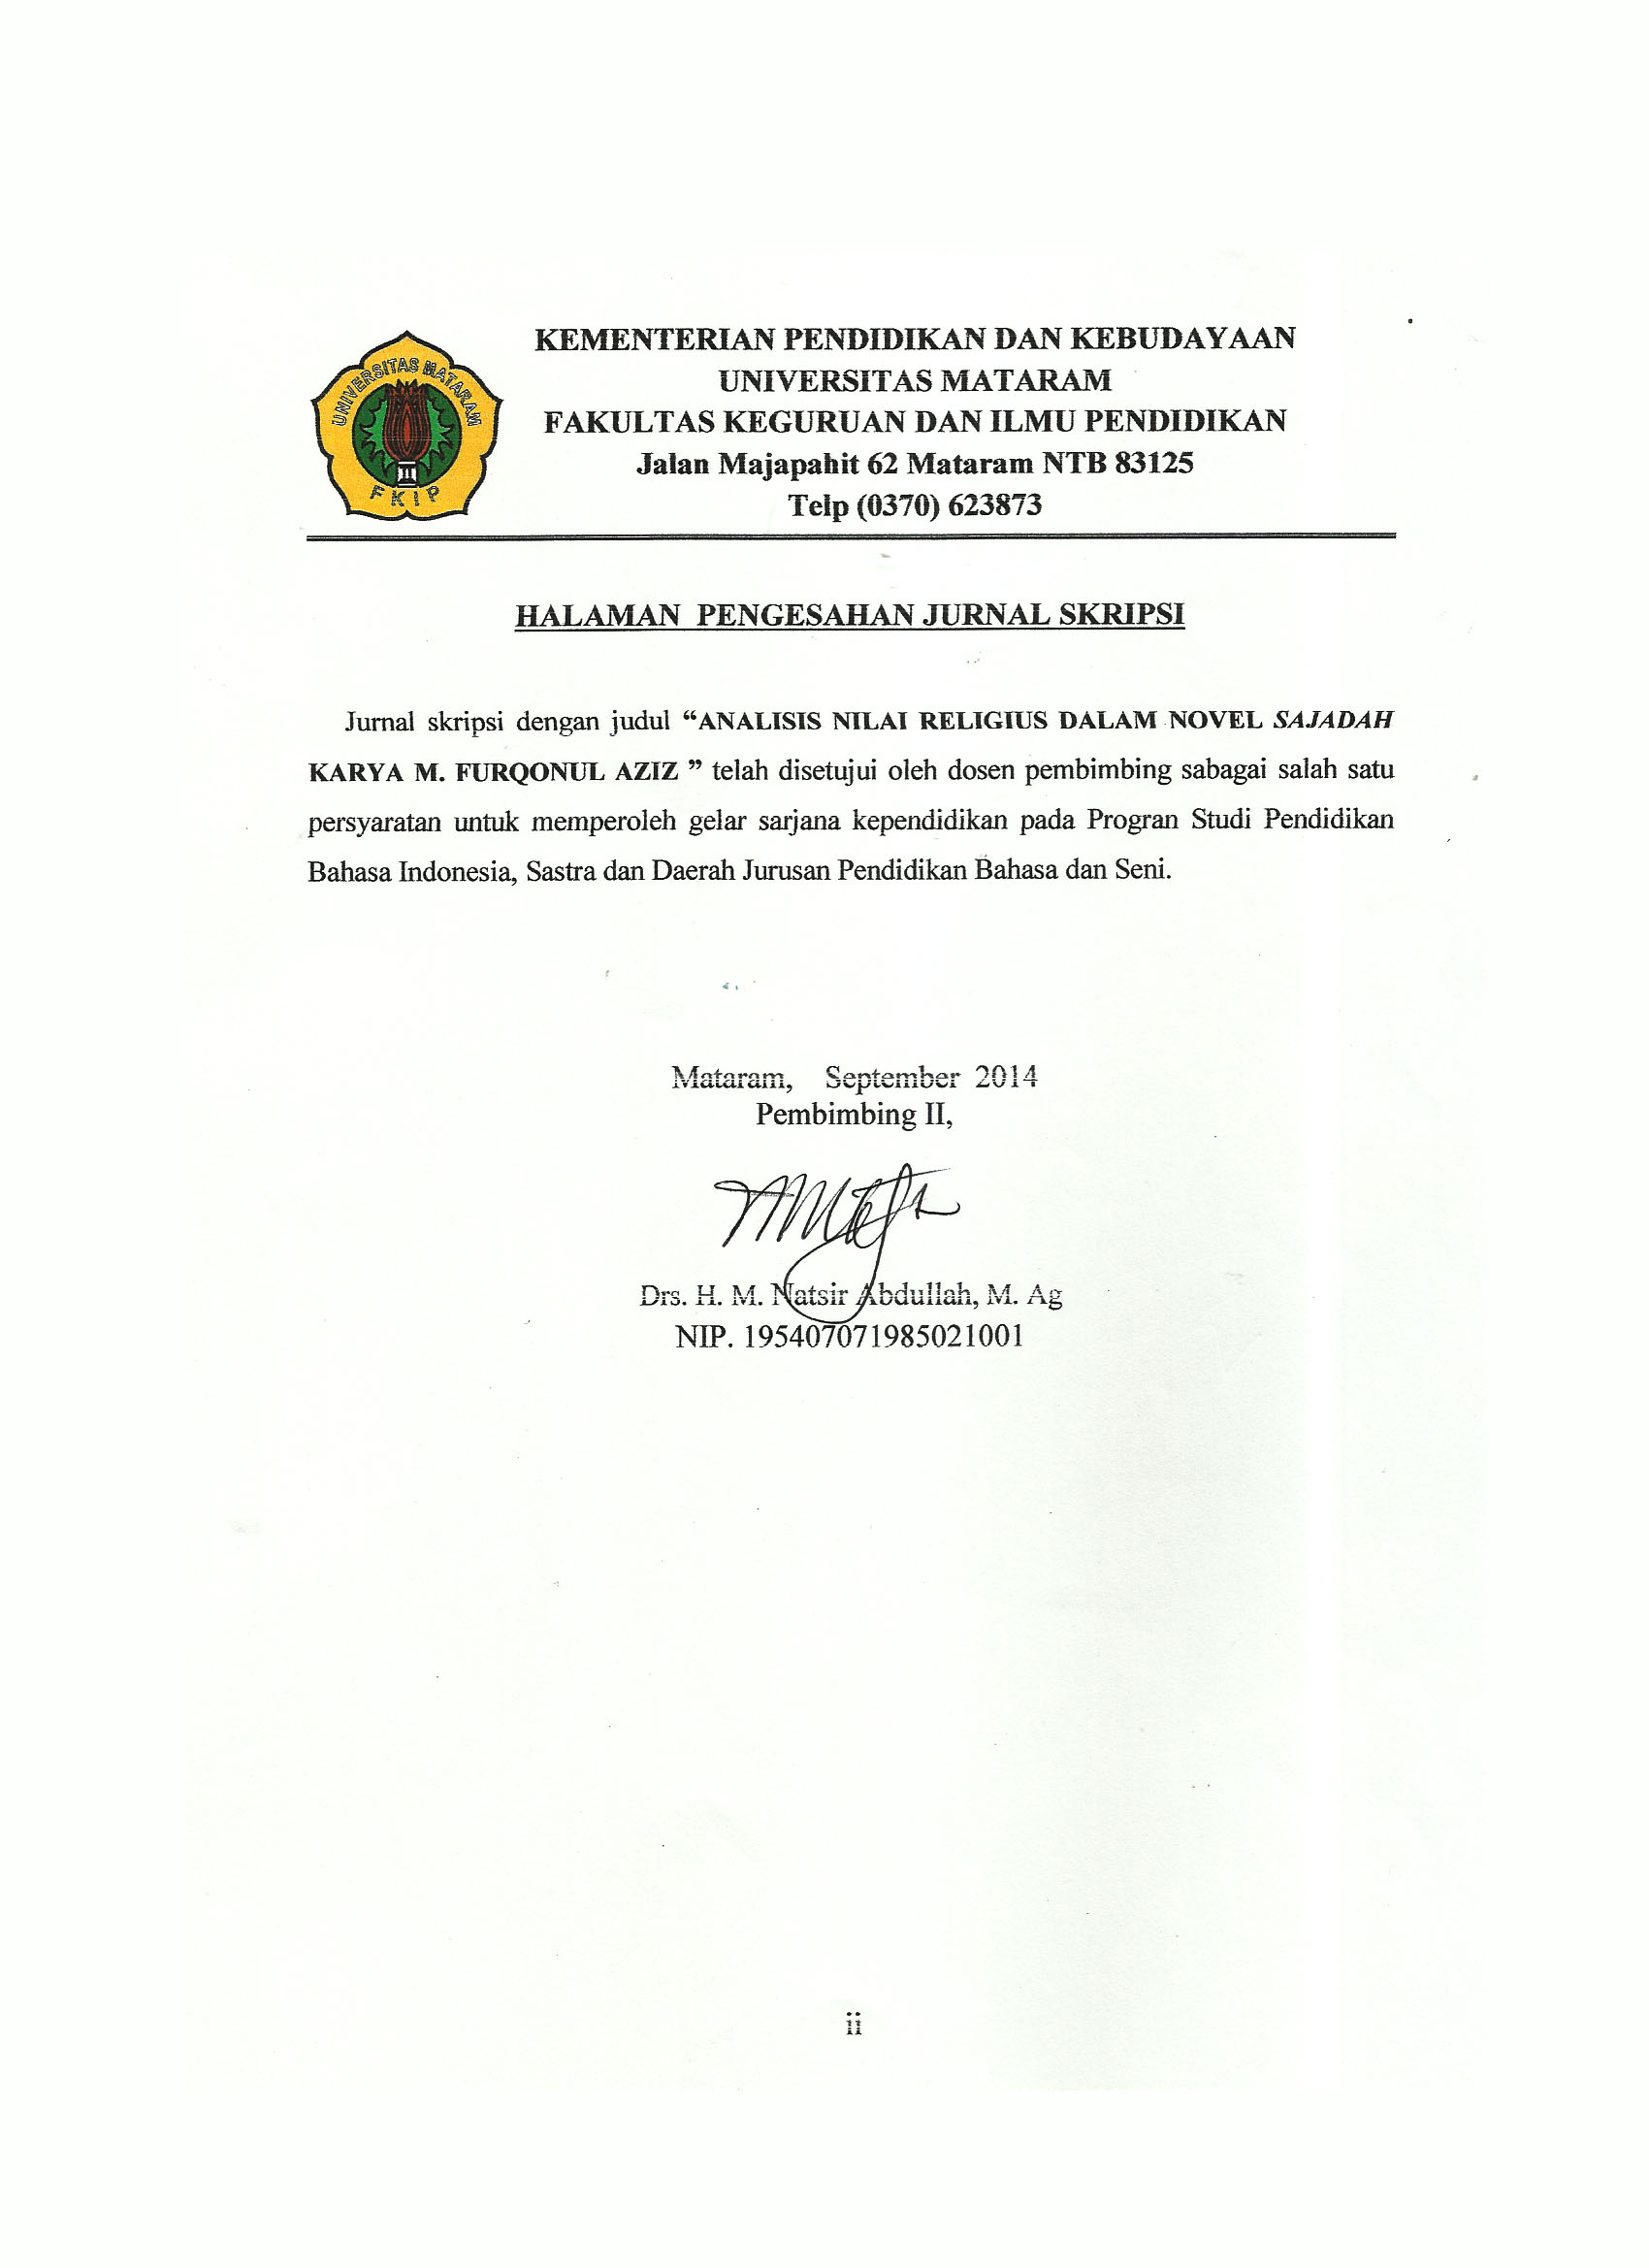 UNIVERSITAS MATARAM
FKIP
KEMENTERIAN PENDIDIKAN DAN KEBUDAYAAN
UNIVERSITAS MATARAM
FAKULTAS KEGURUAN DAN ILMU PENDIDIKAN
Jalan Majapahit 62 Mataram NTB 83125
Telp (0370) 623873
HALAMAN PENGESAHAN JURNAL SKRIPSI
Jurnal skripsi dengan judul “ANALISIS NILAI RELIGIUS DALAM NOVEL SAJADAH
KARYA M. FURQONUL AZIZ ” telah disetujui oleh dosen pembimbing sabagai salah satu
persyaratan untuk memperoleh gelar sarjana kependidikan pada Progran Studi Pendidikan
Bahasa Indonesia, Sastra dan Daerah Jurusan Pendidikan Bahasa dan Seni.
Mataram, September 2014
Pembimbing II,
Drs. H. M. Natsir Abdullah, M. Ag
NIP. 195407071985021001
ii